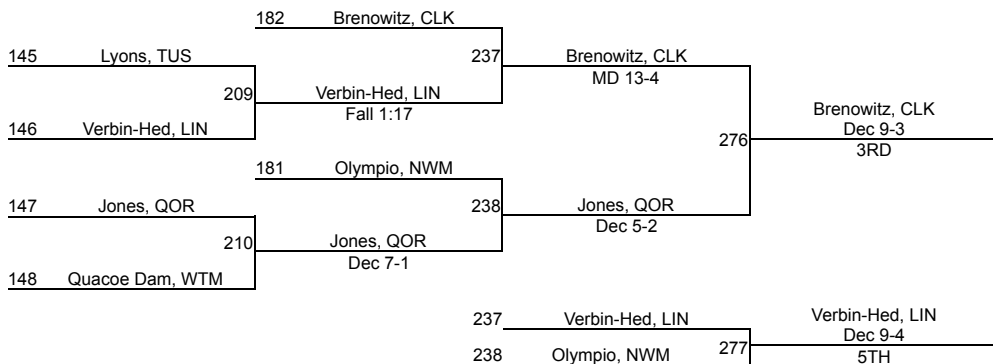 182 Brenowitz, CLK
145 Lyons, TUS
237 Brenowitz, CLK
MD 13-4
209 Verbin-Hed, LIN
Fall 1:17
146 Verbin-Hed, LIN
Brenowitz, CLK
Dec 9-3
276
3RD
181 Olympio, NWM
147 Jones, QOR
238 Jones, QOR
Dec 5-2
210 Jones, QOR
Dec 7-1
148 Quacoe Dam, WTM
237 Verbin-Hed, LIN
Verbin-Hed, LIN
Dec 9-4
238 Olympio, NWM
277
5TH